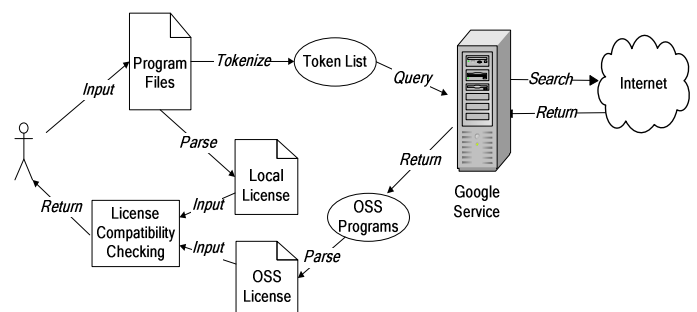 Program
Files
Tokenize
Token List
Query
Search
Internet
Return
Input
Parse
Return
Google
Service
Local
License
Return
License
Compatibility
Checking
Input
OSS
Programs
Input
Parse
OSS
License